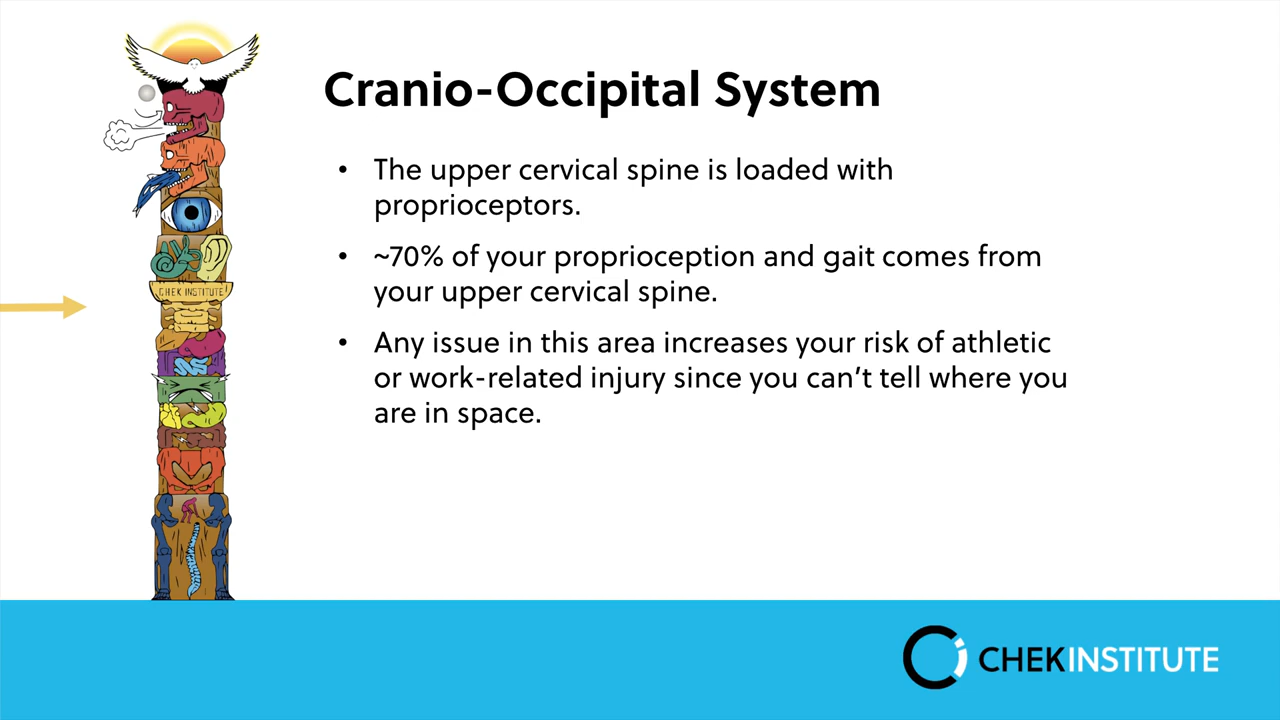 Cranio-Occipital System
• The upper cervical spine is loaded with
proprioceptors.
• ~70% of your proprioception and gait comes from
your upper cervical spine.
• Any issue in this area increases your risk of athletic
or work-related injury since you can’t tell where you
are in space.
CHEK INSTITUTE
CHEKINSTITUTE